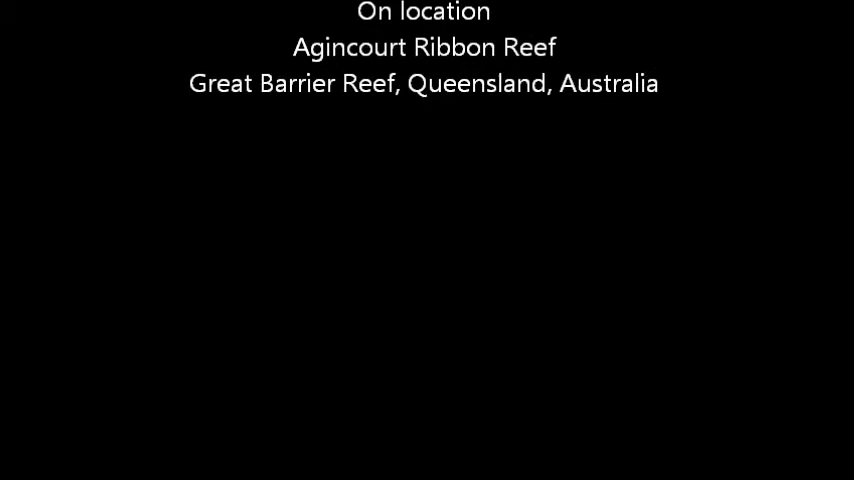 On location
Agincourt Ribbon Reef
Great Barrier Reef, Queensland, Australia